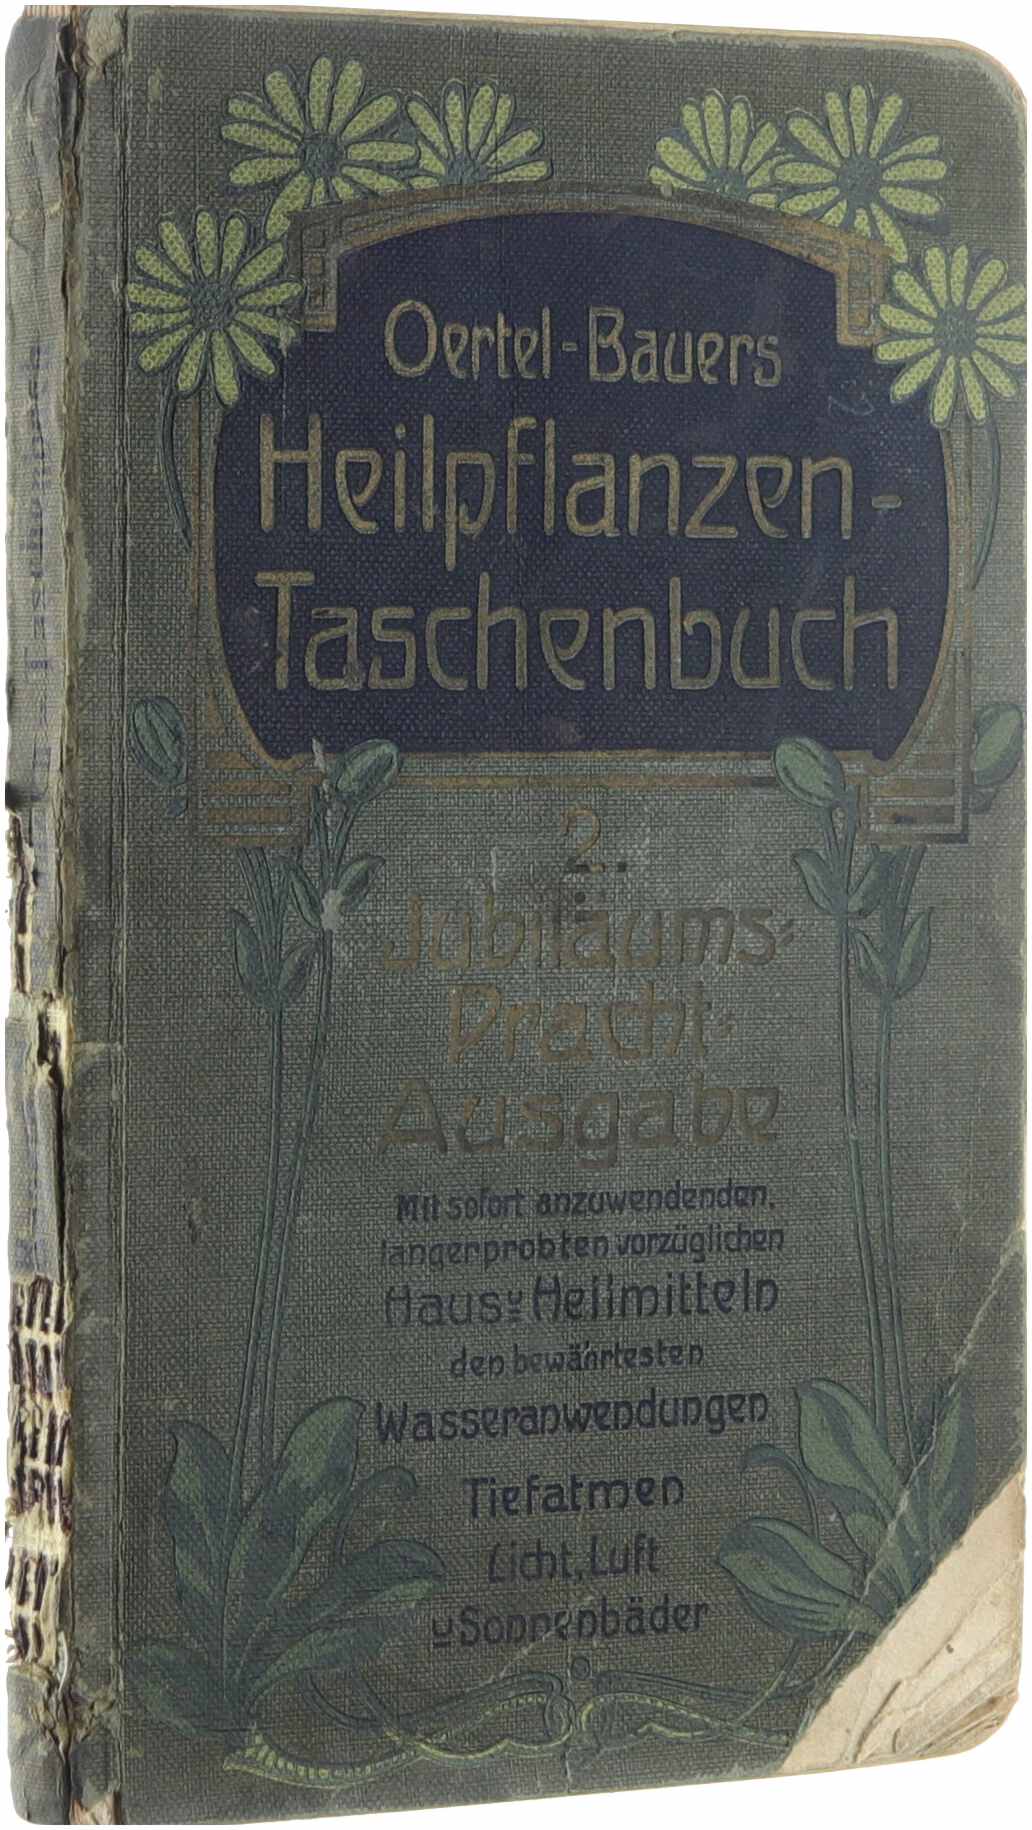 Oertel-Bauers
Heilpflanzen-
Taschenbuch
2.
Jubiläums-
Pracht-
Ausgabe
Mit sofort anzuwendenden,
langerprobten vorzüglichen
Haus u Heilmitteln
den bewährtesten
Wasseranwendungen
Tiefatmen
Licht, Luft
u Sonnenbäder